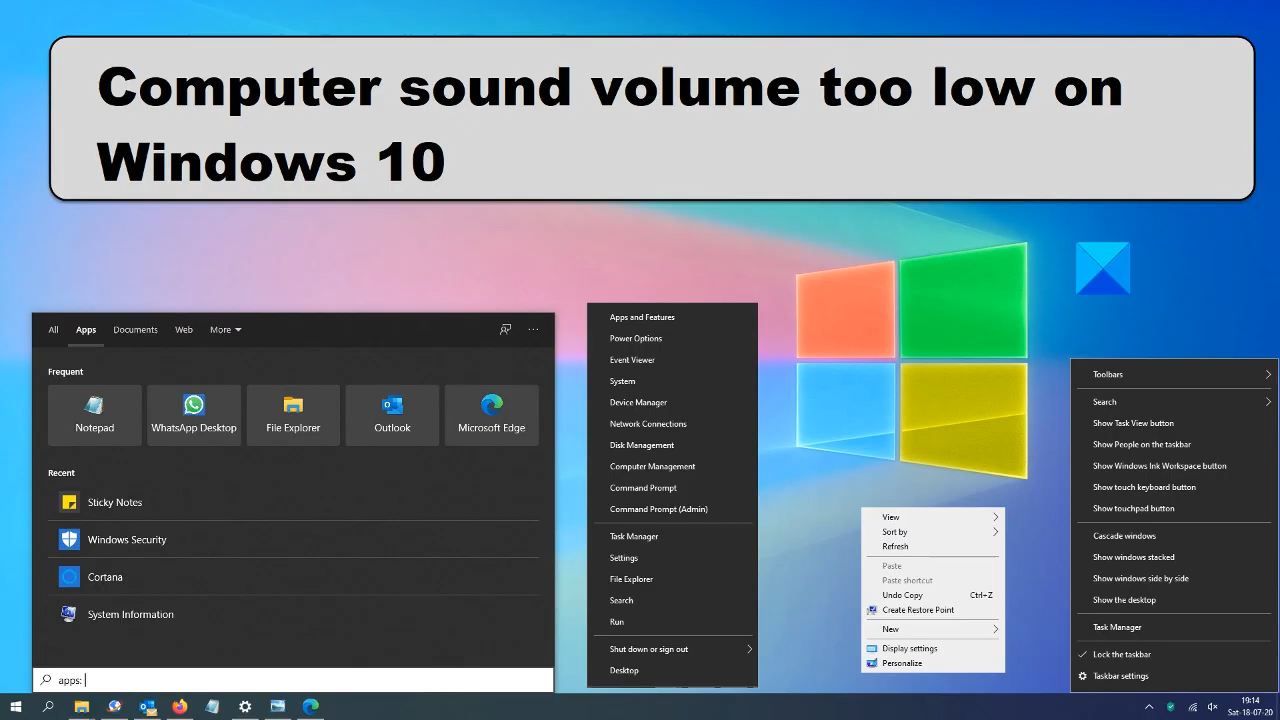 Computer sound volume too low on
Windows 10
All Apps Documents Web More
Frequent
Notepad WhatsApp Desktop File Explorer Outlook Microsoft Edge
Recent
Sticky Notes
Windows Security
Cortana
System Information
apps:
Apps and Features
Power Options
Event Viewer
System
Device Manager
Network Connections
Disk Management
Computer Management
Command Prompt
Command Prompt (Admin)
Task Manager
Settings
File Explorer
Search
Run
Shut down or sign out
Desktop
View
Sort by
Refresh
Paste
Paste shortcut
Undo Copy Ctrl+Z
Create Restore Point
New
Display settings
Personalize
Toolbars
Search
Show Task View button
Show People on the taskbar
Show Windows Ink Workspace button
Show touch keyboard button
Show touchpad button
Cascade windows
Show windows stacked
Show windows side by side
Show the desktop
Task Manager
Lock the taskbar
Taskbar settings
19:14
Sat-18-07-20